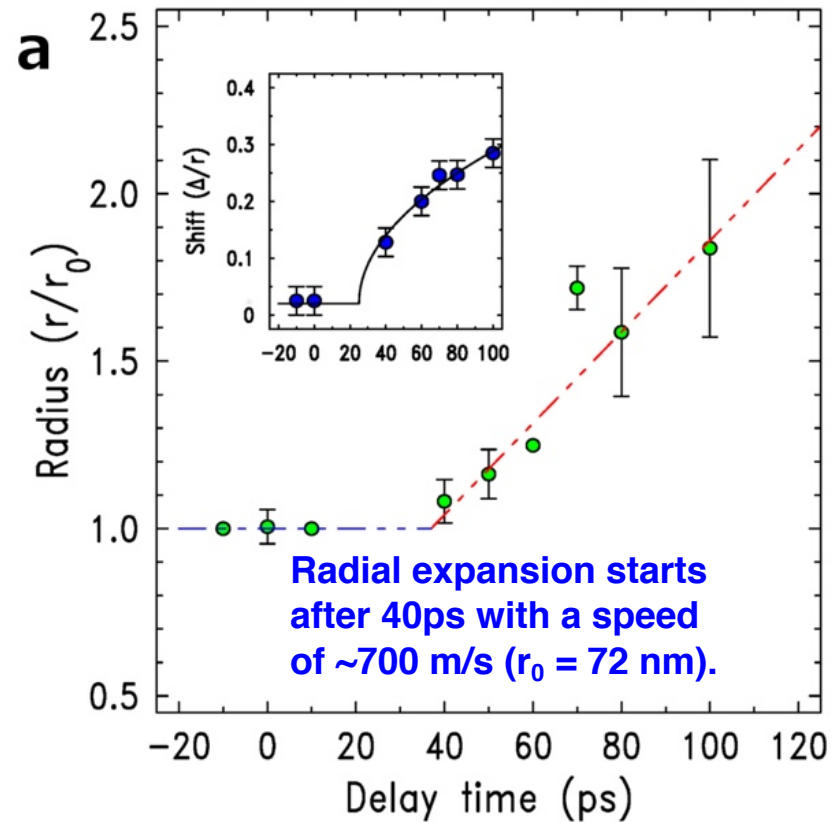 a
2.5
2.0
1.5
1.0
0.5
Radius (r/r₀)
0.4
0.3
0.2
0.1
0
Shift (Δ/r)
−20 0 20 40 60 80 100
Radial expansion starts
after 40ps with a speed
of ~700 m/s (r₀ = 72 nm).
−20 0 20 40 60 80 100 120
Delay time (ps)